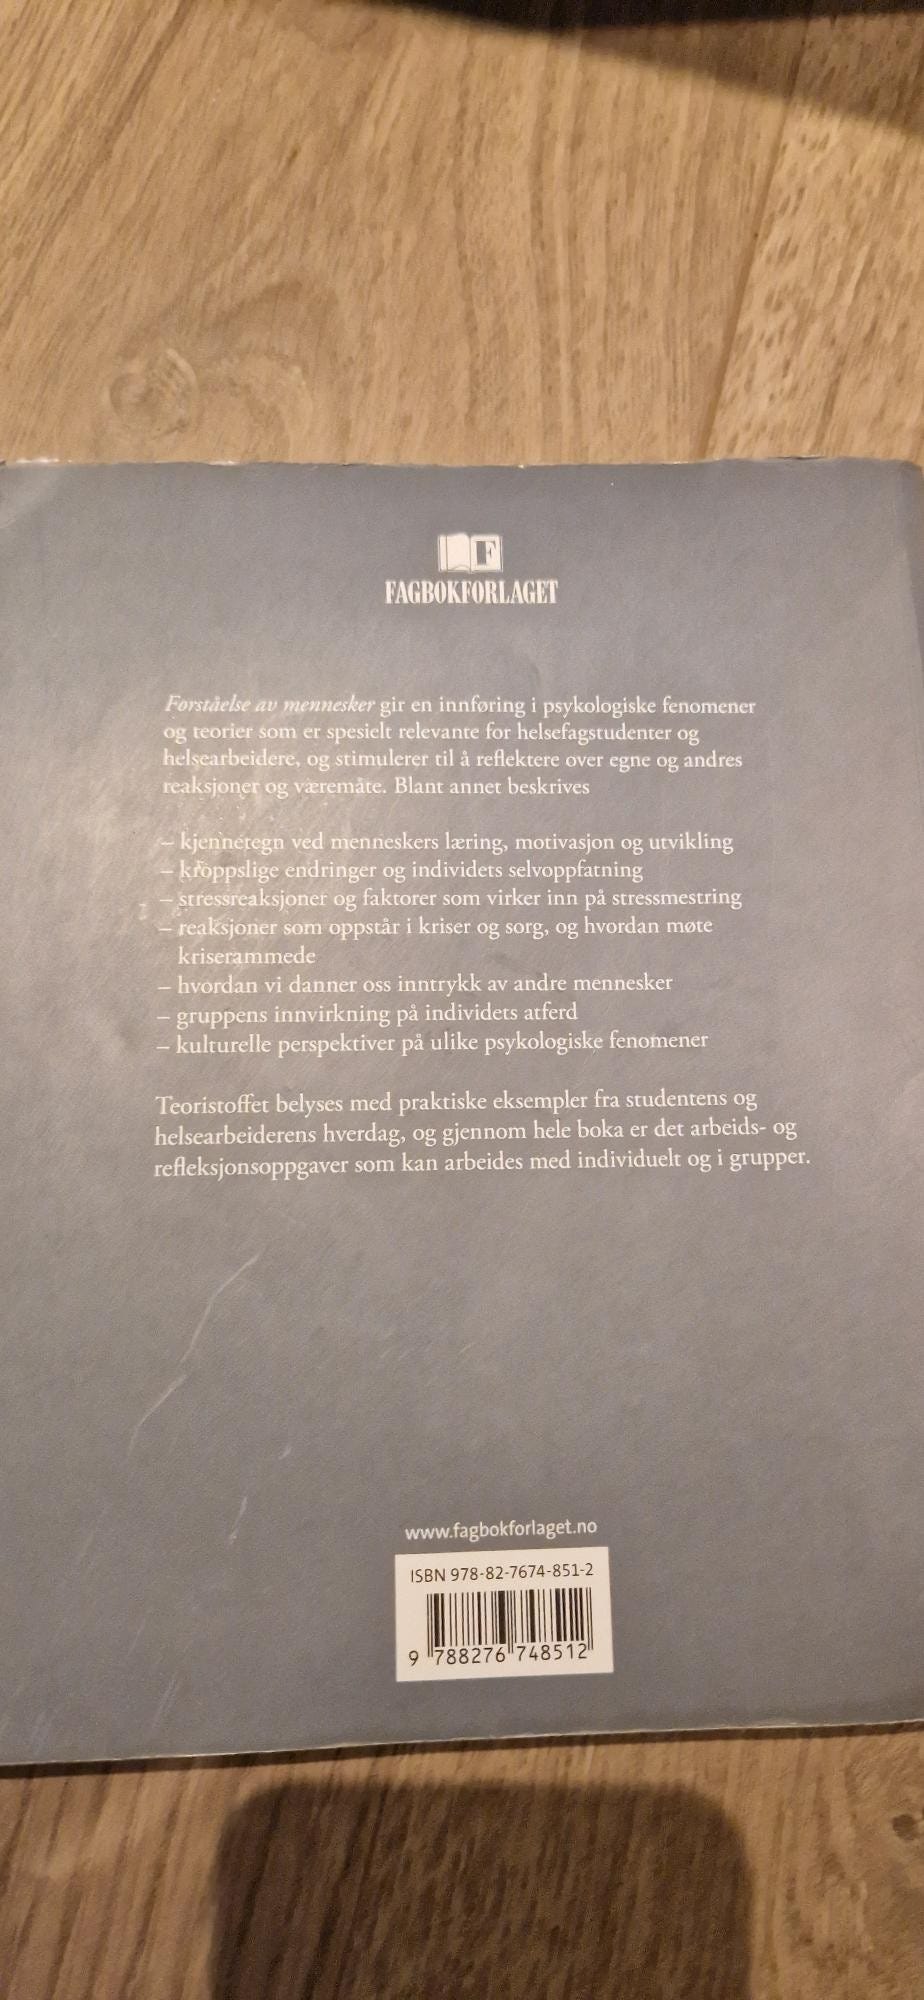 F
FAGBOKFORLAGET
Forståelse av mennesker gir en innføring i psykologiske fenomener
og teorier som er spesielt relevante for helsefagstudenter og
helsearbeidere, og stimulerer til å reflektere over egne og andres
reaksjoner og væremåte. Blant annet beskrives
– kjennetegn ved menneskers læring, motivasjon og utvikling
– kroppslige endringer og individets selvoppfatning
– stressreaksjoner og faktorer som virker inn på stressmestring
– reaksjoner som oppstår i kriser og sorg, og hvordan møte
kriserammede
– hvordan vi danner oss inntrykk av andre mennesker
– gruppens innvirkning på individets atferd
– kulturelle perspektiver på ulike psykologiske fenomener
Teoristoffet belyses med praktiske eksempler fra studentens og
helsearbeiderens hverdag, og gjennom hele boka er det arbeids- og
refleksjonsoppgaver som kan arbeides med individuelt og i grupper.
www.fagbokforlaget.no
ISBN 978-82-7674-851-2
9 788276 748512